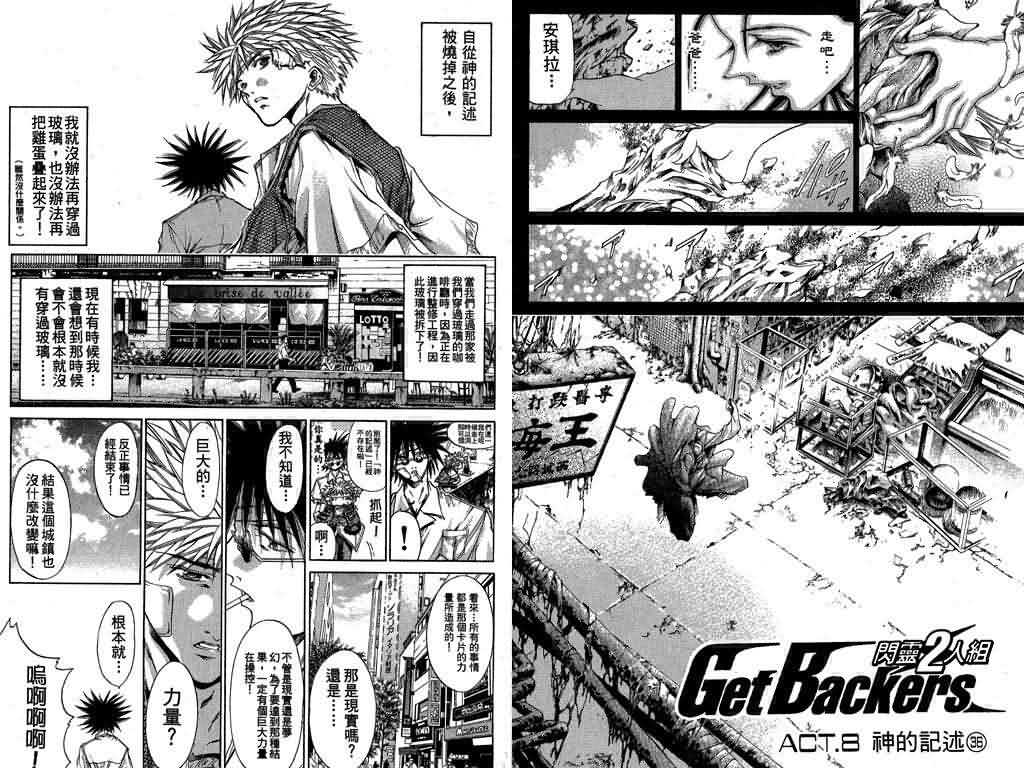 走吧…
爸爸…
安琪拉…
GetBackers
閃靈2人組
ACT.8 神的記述㊱
自從神的記述
被燒掉之後，
我就沒辦法再穿過
玻璃，也沒辦法再
把雞蛋疊起來了！
（雖然沒什麼關係。）
當我們走過那家被
我們穿過玻璃的咖
啡廳時，因為正在
進行整修工程，因
此玻璃被拆下了！
brise de vallée
LOTTO
現在有時候我…
還會想到那時候
會不會根本就沒
有穿過玻璃…
！
抓起！
你真是的…
啊…
我不知道…
巨大的…
反正事情已
經結束了！
結果這個城鎮也
沒什麼改變嘛！
看來…所有的事情
都是那個卡片的力
量所造成的！
那是現實嗎？
還是……
不管是現實還是夢
幻，為了要達到那種結
果，一定有個巨大力量
在操控！
力量？
根本就…
嗚啊啊啊啊！